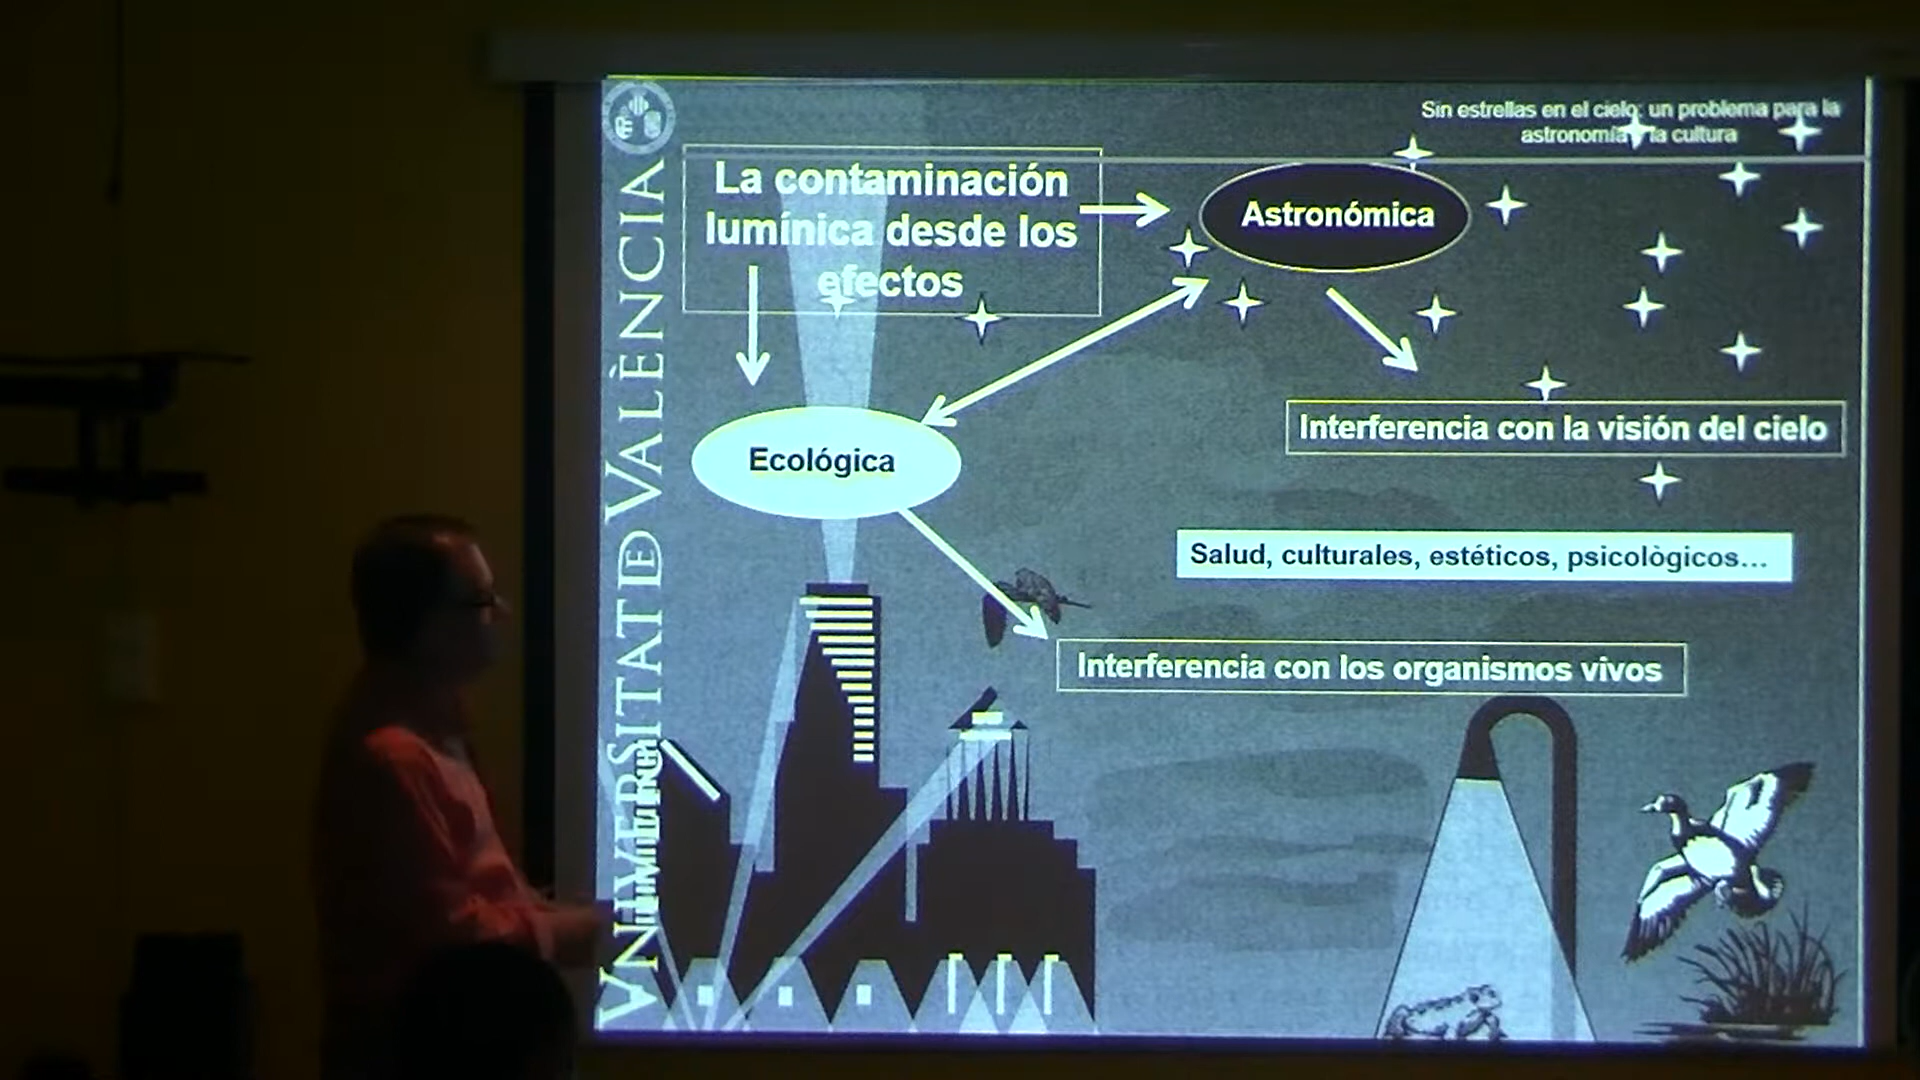 Sin estrellas en el cielo: un problema para la
astronomía y la cultura
La contaminación
lumínica desde los
efectos
Astronómica
Interferencia con la visión del cielo
Ecológica
Salud, culturales, estéticos, psicològicos...
Interferencia con los organismos vivos
VNIVERSITAT DE VALÈNCIA